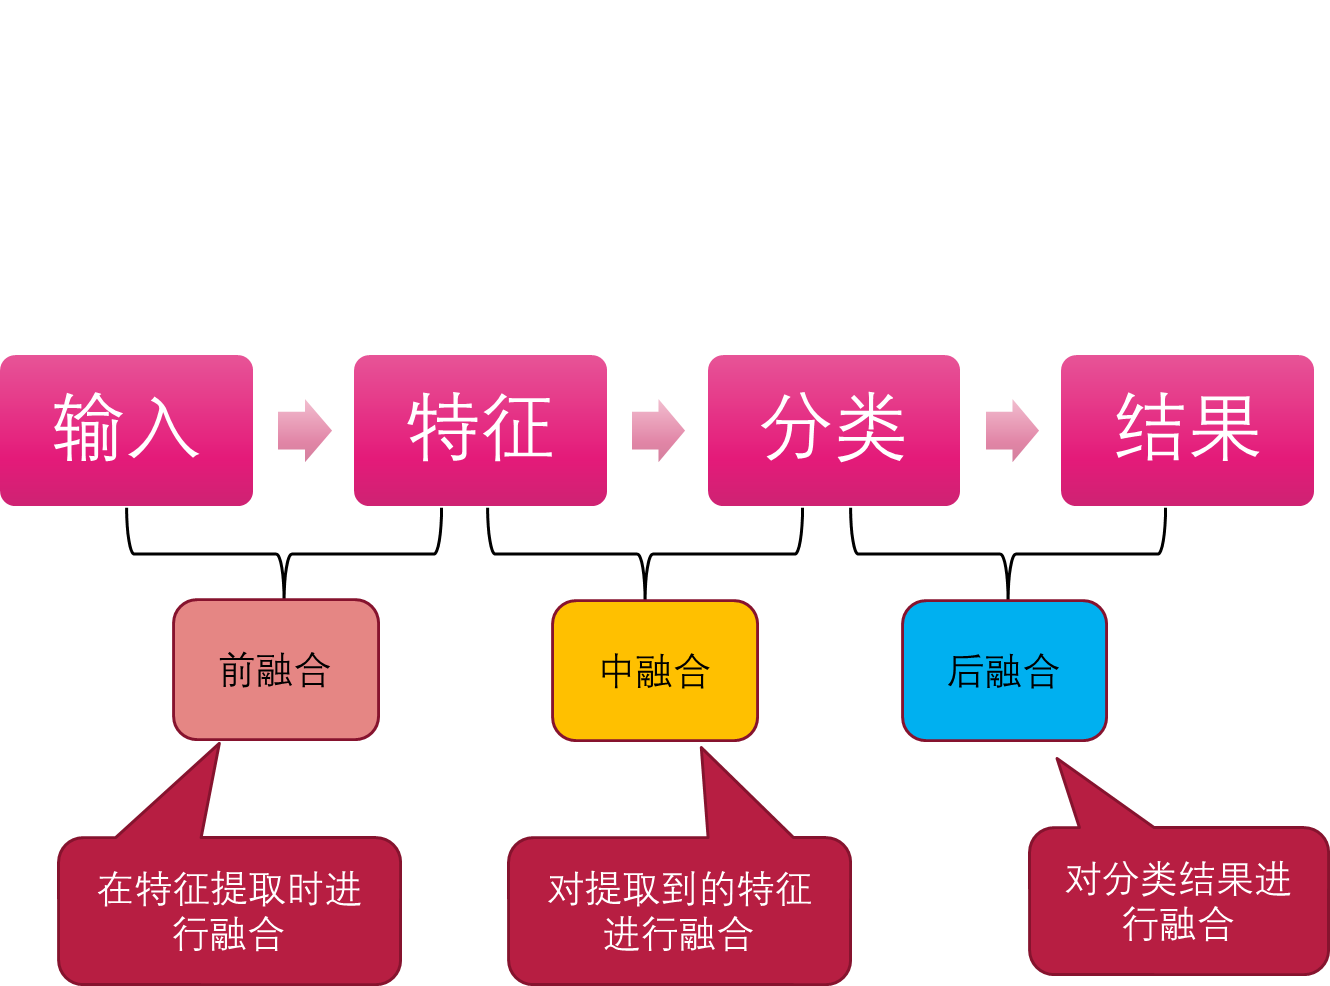 输入
特征
分类
结果
前融合
中融合
后融合
在特征提取时进
行融合
对提取到的特征
进行融合
对分类结果进
行融合